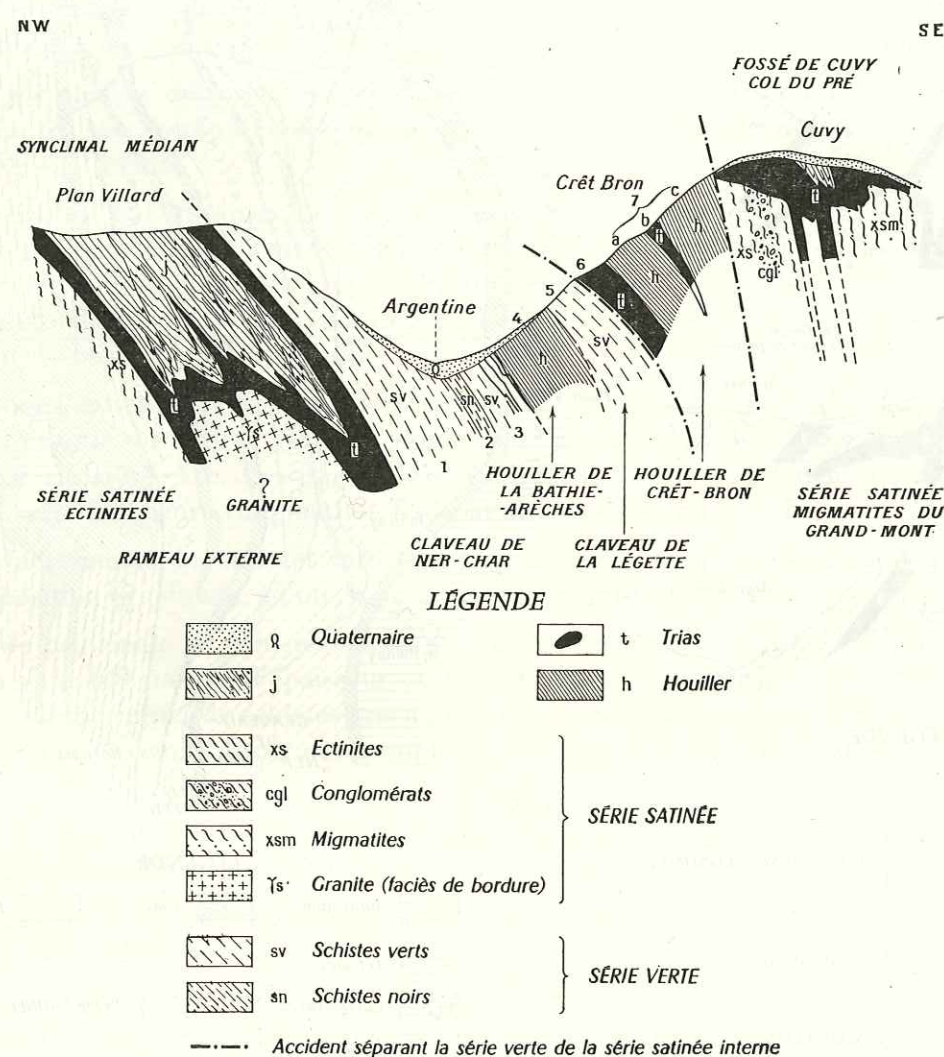 NW
SE
FOSSÉ DE CUVY
COL DU PRÉ
Cuvy
SYNCLINAL MÉDIAN
Plan Villard
Crêt Bron
7
c
b
a
6
5
4
Argentine
j
t
h
t
h
t
xs
cgl
xsm
h
sv
t
xs
t
γs
t
sv
sn
sv
1
2
3
?
SÉRIE SATINÉE
ECTINITES
GRANITE
RAMEAU EXTERNE
HOUILLER DE
LA BATHIE-
ARÈCHES
HOUILLER DE
CRÊT-BRON
SÉRIE SATINÉE
MIGMATITES DU
GRAND-MONT
CLAVEAU DE
NER-CHAR
CLAVEAU DE
LA LÉGETTE
LÉGENDE
Quaternaire
t Trias
j
h Houiller
xs Ectinites
cgl Conglomérats
xsm Migmatites
γs Granite (faciès de bordure)
SÉRIE SATINÉE
sv Schistes verts
sn Schistes noirs
SÉRIE VERTE
Accident séparant la série verte de la série satinée interne